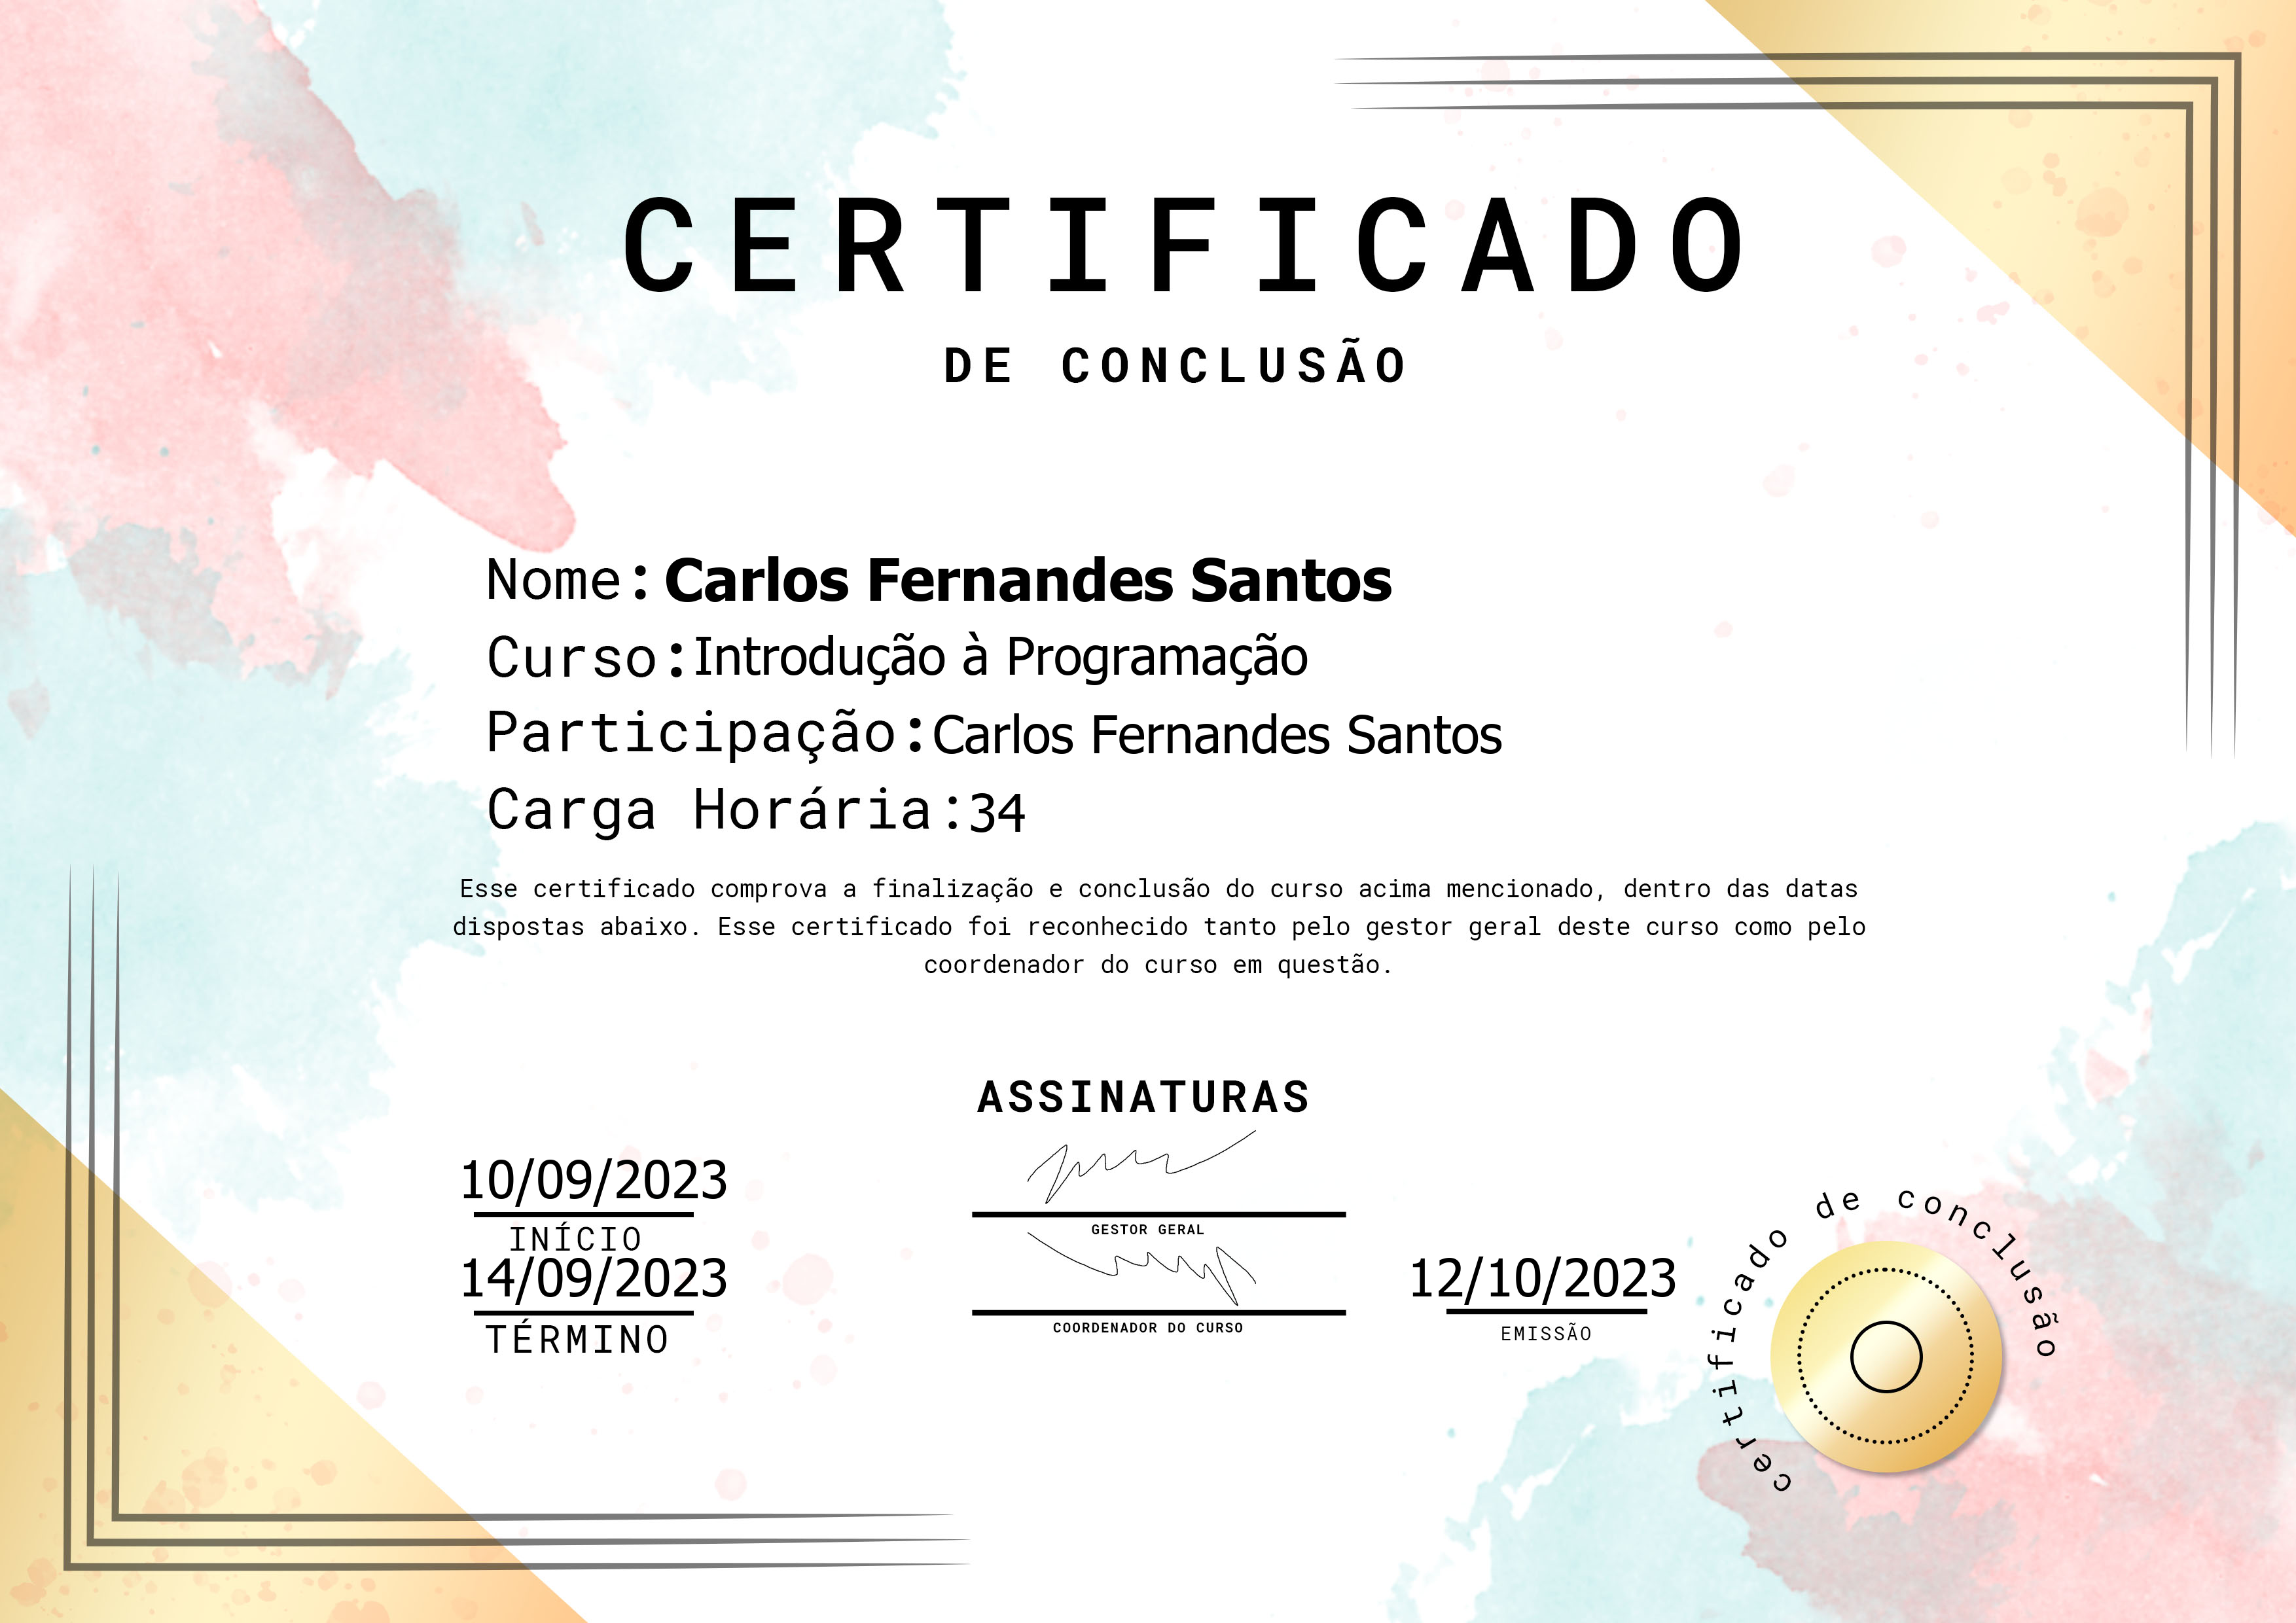 CERTIFICADO
DE CONCLUSÃO
Nome: Carlos Fernandes Santos
Curso:Introdução à Programação
Participação:Carlos Fernandes Santos
Carga Horária:34
Esse certificado comprova a finalização e conclusão do curso acima mencionado, dentro das datas
dispostas abaixo. Esse certificado foi reconhecido tanto pelo gestor geral deste curso como pelo
coordenador do curso em questão.
ASSINATURAS
10/09/2023
INÍCIO
GESTOR GERAL
14/09/2023
TÉRMINO
COORDENADOR DO CURSO
12/10/2023
EMISSÃO
certificado de conclusão